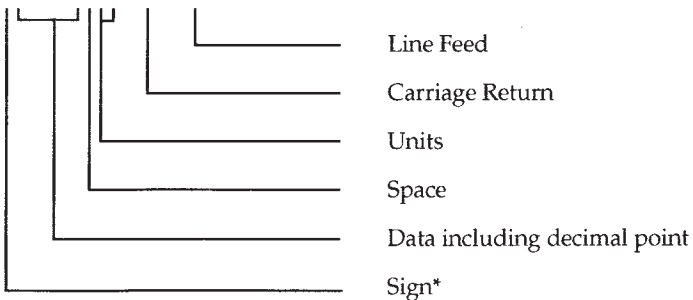 Line Feed
Carriage Return
Units
Space
Data including decimal point
Sign*